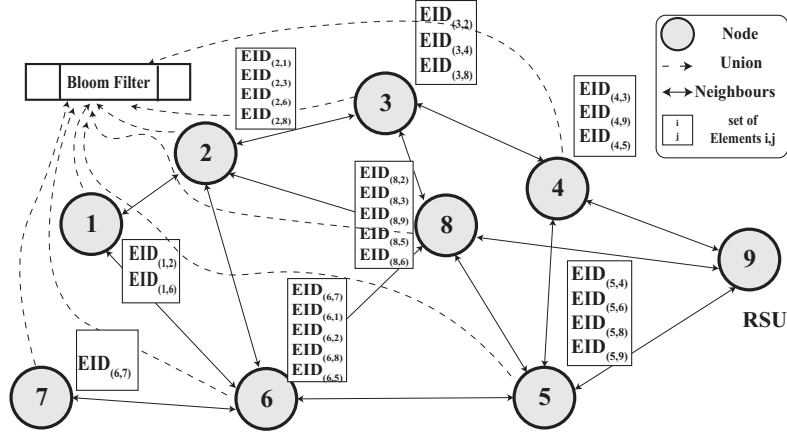 Bloom Filter
EID(2,1)
EID(2,3)
EID(2,6)
EID(2,8)
EID(3,2)
EID(3,4)
EID(3,8)
EID(4,3)
EID(4,9)
EID(4,5)
Node
Union
Neighbours
i
j
set of
Elements i,j
3
2
4
1
8
9
RSU
EID(8,2)
EID(8,3)
EID(8,9)
EID(8,5)
EID(8,6)
EID(1,2)
EID(1,6)
EID(6,7)
EID(6,1)
EID(6,2)
EID(6,8)
EID(6,5)
EID(5,4)
EID(5,6)
EID(5,8)
EID(5,9)
EID(6,7)
7
6
5